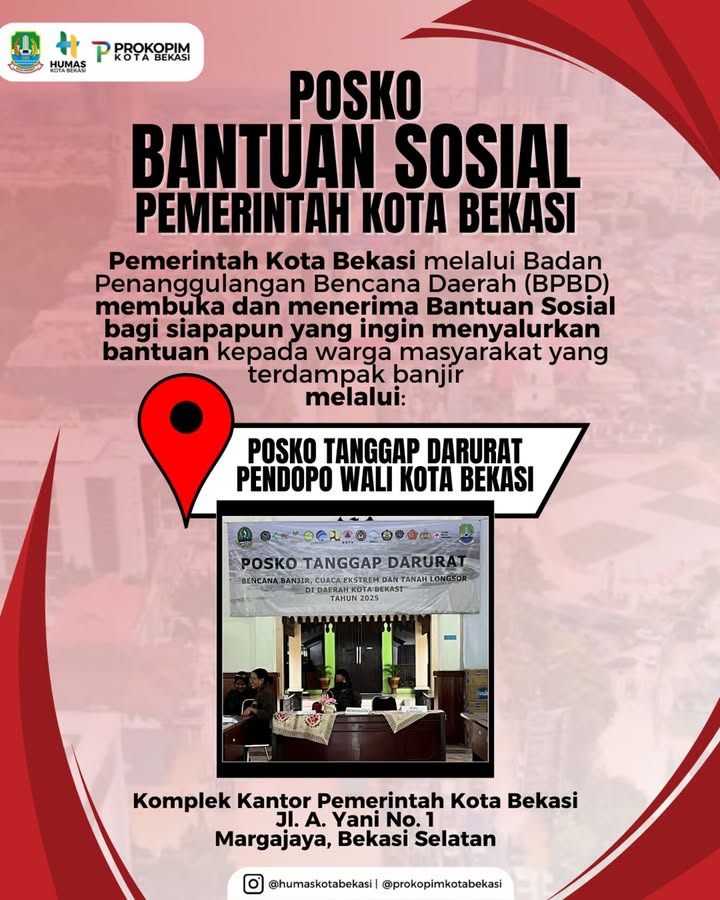 HUMAS
KOTA BEKASI
PROKOPIM
KOTA BEKASI
POSKO
BANTUAN SOSIAL
PEMERINTAH KOTA BEKASI
Pemerintah Kota Bekasi melalui Badan
Penanggulangan Bencana Daerah (BPBD)
membuka dan menerima Bantuan Sosial
bagi siapapun yang ingin menyalurkan
bantuan kepada warga masyarakat yang
terdampak banjir
melalui:
POSKO TANGGAP DARURAT
PENDOPO WALI KOTA BEKASI
POSKO TANGGAP DARURAT
BENCANA BANJIR, CUACA EKSTREM DAN TANAH LONGSOR
DI DAERAH KOTA BEKASI
TAHUN 2025
Komplek Kantor Pemerintah Kota Bekasi
Jl. A. Yani No. 1
Margajaya, Bekasi Selatan
@humaskotabekasi | @prokopimkotabekasi